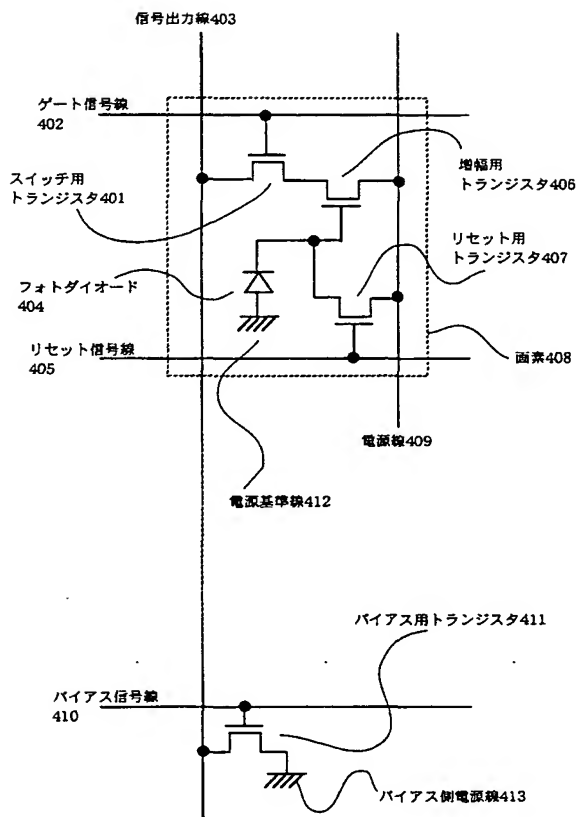 信号出力線403
ゲート信号線
402
増幅用
トランジスタ406
スイッチ用
トランジスタ401
リセット用
トランジスタ407
フォトダイオード
404
リセット信号線
405
画素408
電源線409
電源基準線412
バイアス用トランジスタ411
バイアス信号線
410
バイアス側電源線413